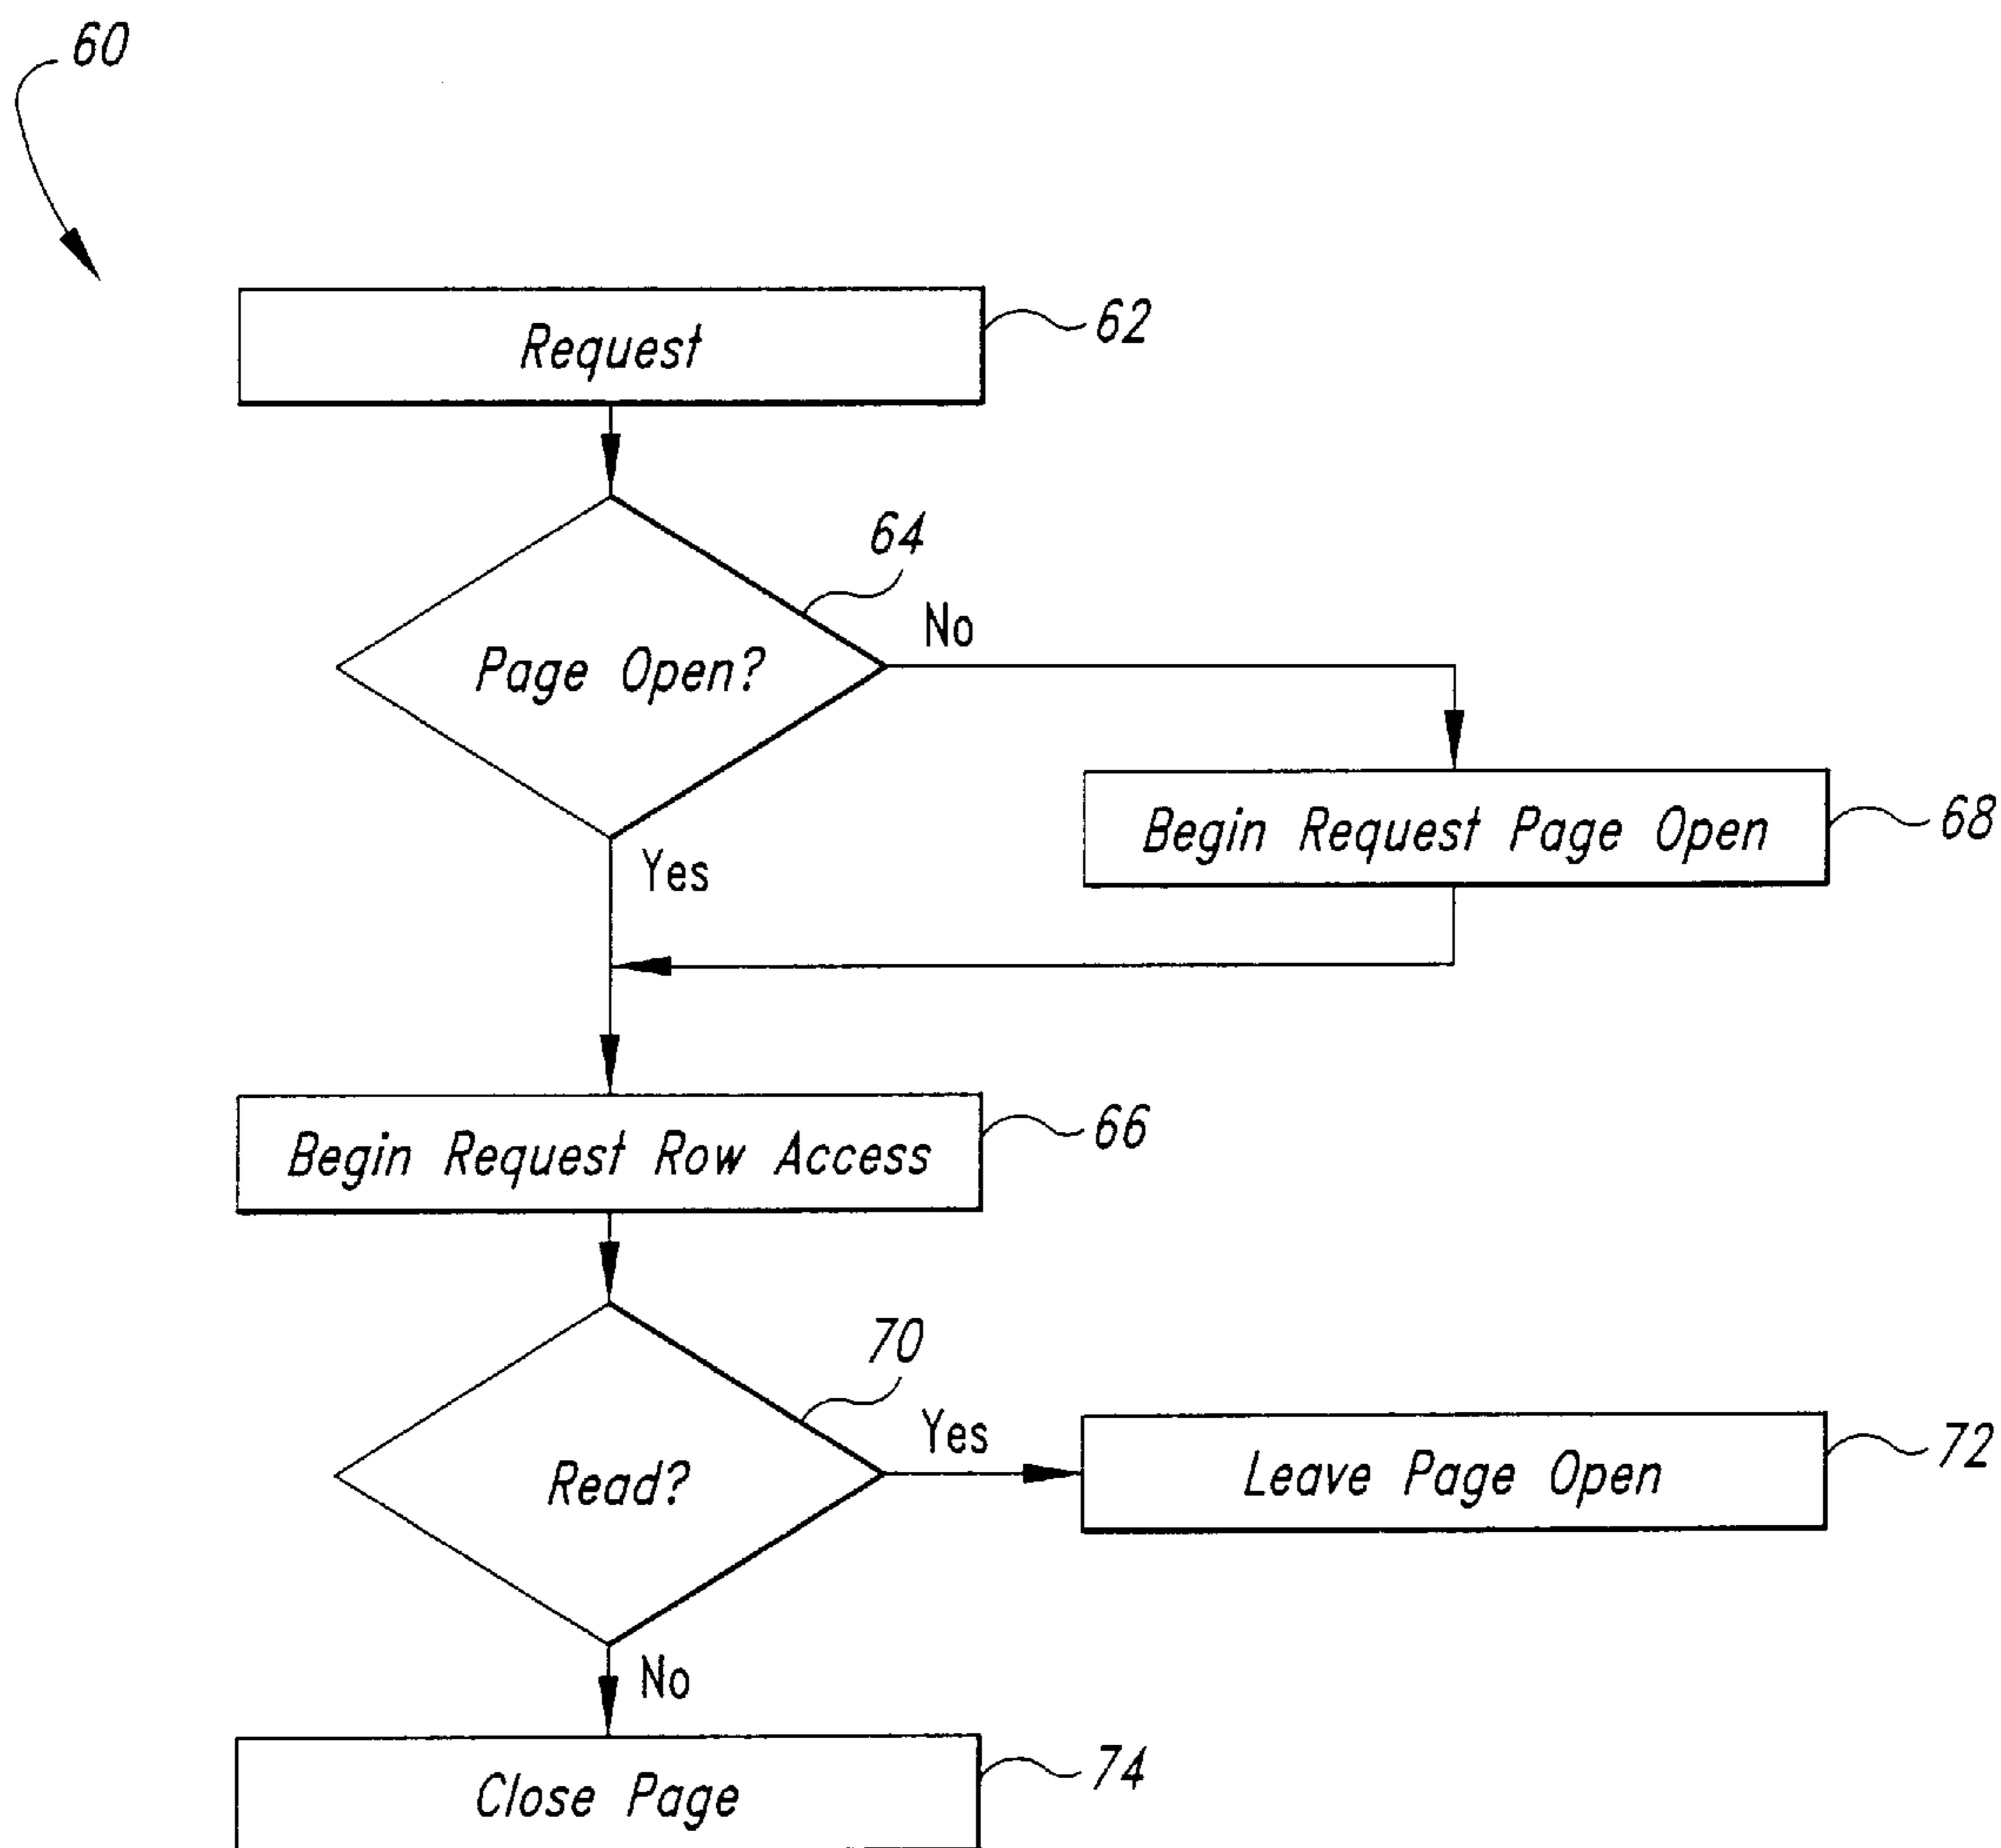 60
Request
62
64
Page Open?
No
Begin Request Page Open
68
Yes
Begin Request Row Access
66
70
Read?
Yes
Leave Page Open
72
No
Close Page
74